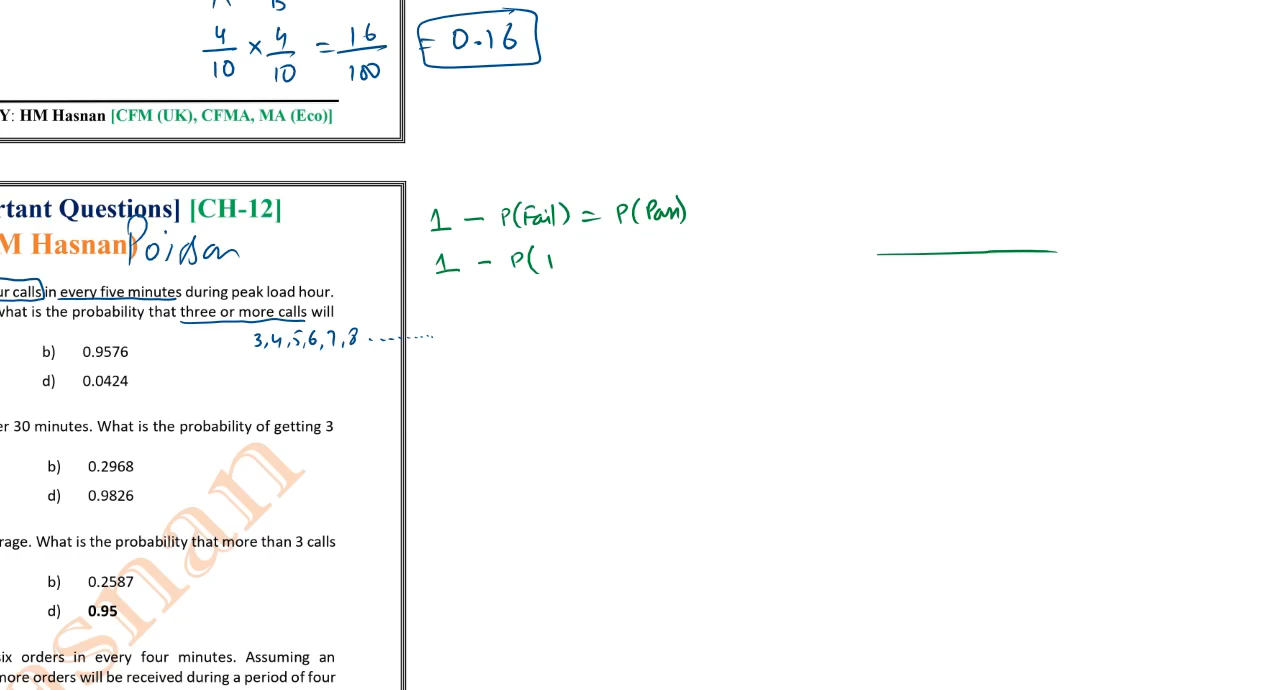 4/10 × 4/10 = 16/100 = 0.16
Y: HM Hasnan [CFM (UK), CFMA, MA (Eco)]
rtant Questions] [CH-12]
M Hasnan)
Poisson
1 - P(Fail) = P(Pass)
1 - P(1
ur calls in every five minutes during peak load hour.
what is the probability that three or more calls will
3,4,5,6,7,8 ........
b) 0.9576
d) 0.0424
er 30 minutes. What is the probability of getting 3
b) 0.2968
d) 0.9826
rage. What is the probability that more than 3 calls
b) 0.2587
d) 0.95
asnan
six orders in every four minutes. Assuming an
more orders will be received during a period of four